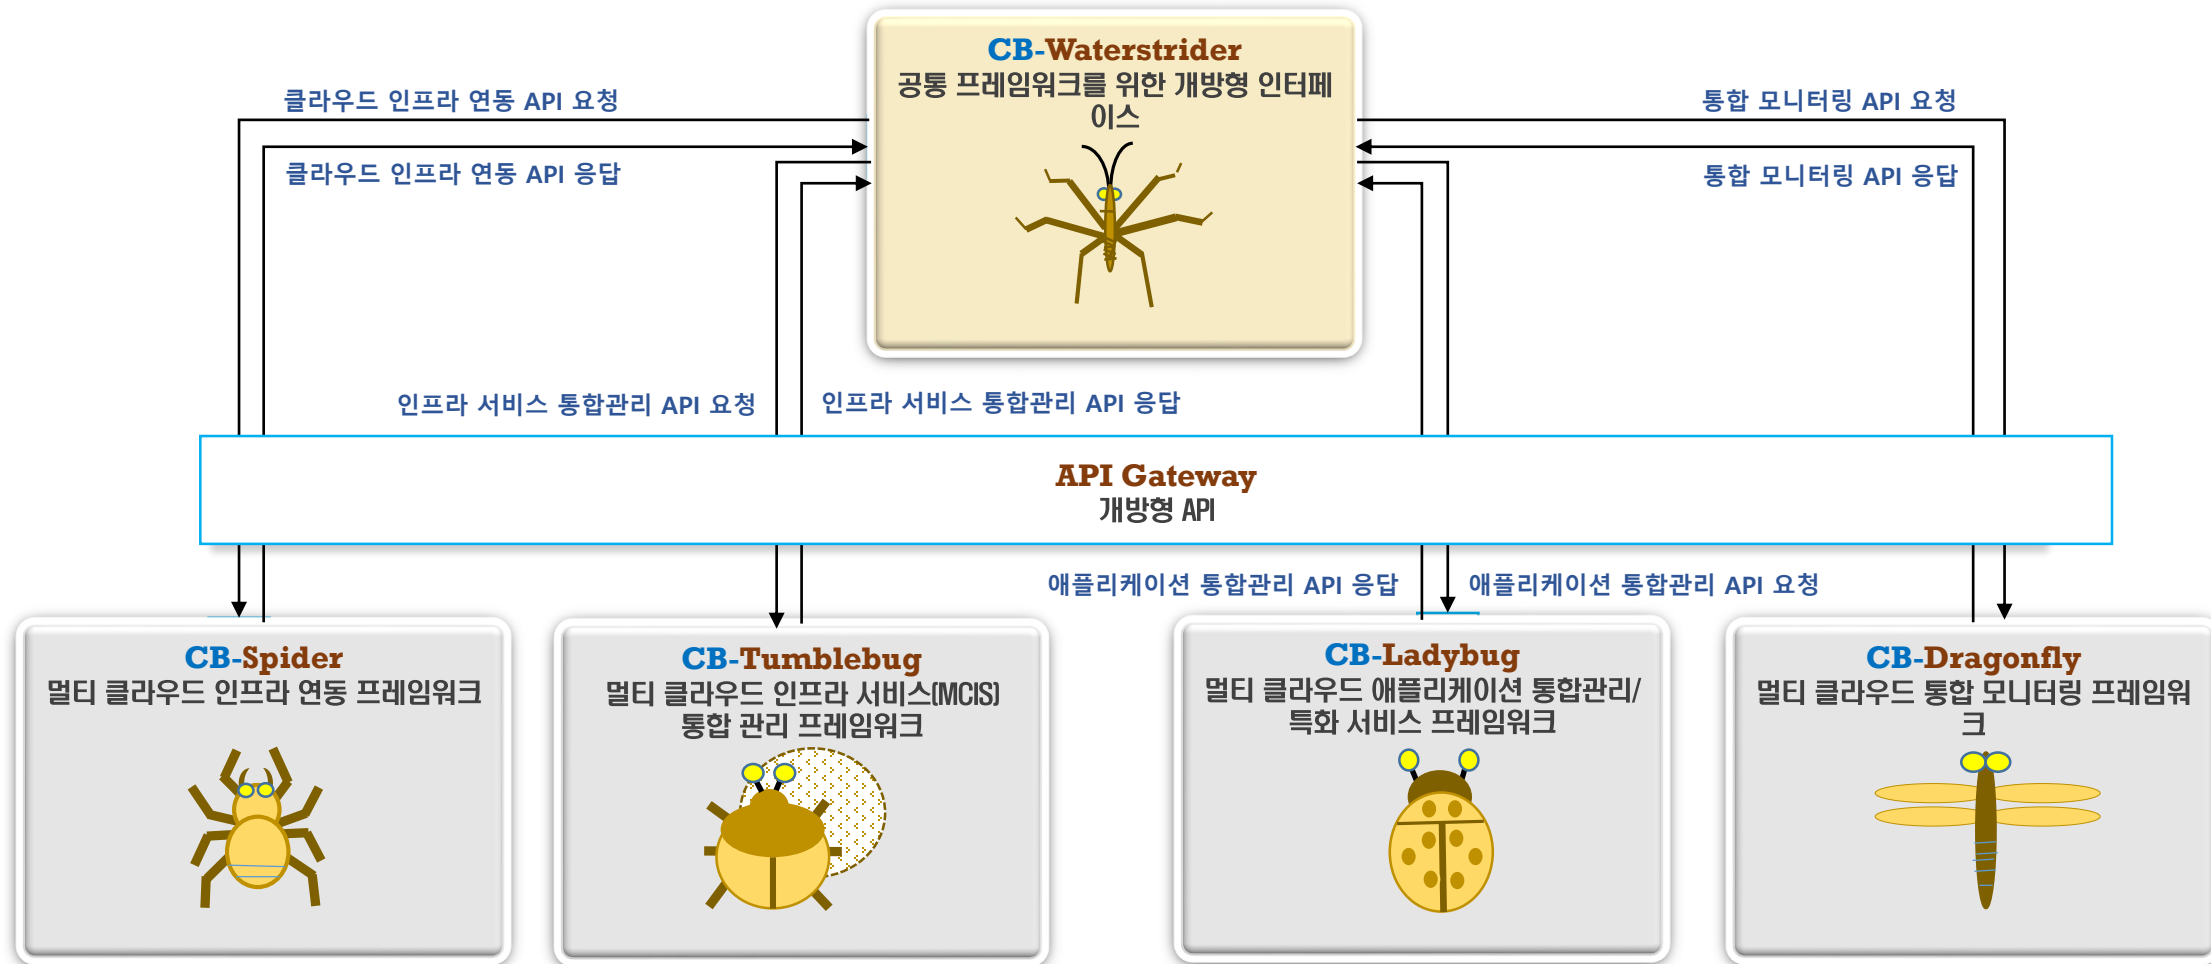 CB-Waterstrider
공통 프레임워크를 위한 개방형 인터페
이스
클라우드 인프라 연동 API 요청
클라우드 인프라 연동 API 응답
통합 모니터링 API 요청
통합 모니터링 API 응답
인프라 서비스 통합관리 API 요청
인프라 서비스 통합관리 API 응답
API Gateway
개방형 API
애플리케이션 통합관리 API 응답
애플리케이션 통합관리 API 요청
CB-Spider
멀티 클라우드 인프라 연동 프레임워크
CB-Tumblebug
멀티 클라우드 인프라 서비스(MCIS)
통합 관리 프레임워크
CB-Ladybug
멀티 클라우드 애플리케이션 통합관리/
특화 서비스 프레임워크
CB-Dragonfly
멀티 클라우드 통합 모니터링 프레임워
크